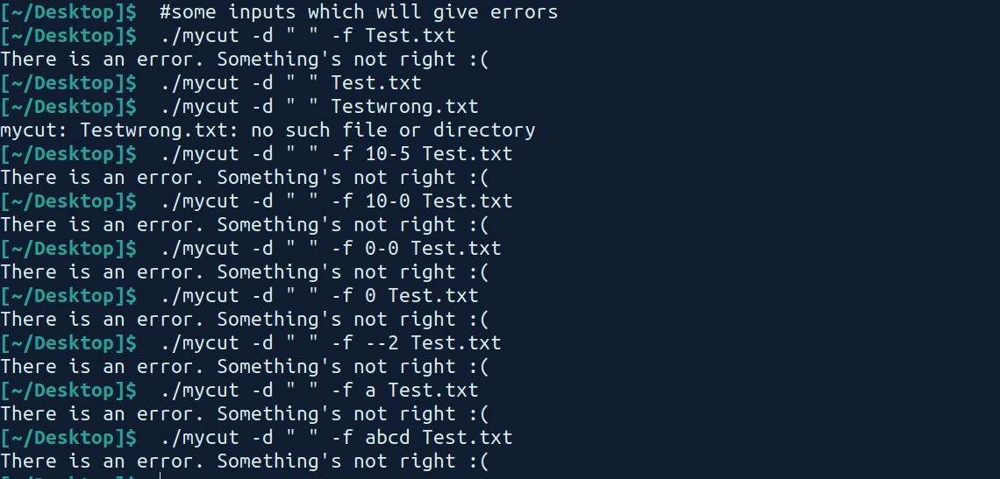 [~/Desktop]$ #some inputs which will give errors
[~/Desktop]$ ./mycut -d " " -f Test.txt
There is an error. Something's not right :(
[~/Desktop]$ ./mycut -d " " Test.txt
[~/Desktop]$ ./mycut -d " " Testwrong.txt
mycut: Testwrong.txt: no such file or directory
[~/Desktop]$ ./mycut -d " " -f 10-5 Test.txt
There is an error. Something's not right :(
[~/Desktop]$ ./mycut -d " " -f 10-0 Test.txt
There is an error. Something's not right :(
[~/Desktop]$ ./mycut -d " " -f 0-0 Test.txt
There is an error. Something's not right :(
[~/Desktop]$ ./mycut -d " " -f 0 Test.txt
There is an error. Something's not right :(
[~/Desktop]$ ./mycut -d " " -f --2 Test.txt
There is an error. Something's not right :(
[~/Desktop]$ ./mycut -d " " -f a Test.txt
There is an error. Something's not right :(
[~/Desktop]$ ./mycut -d " " -f abcd Test.txt
There is an error. Something's not right :(
[~/Desktop]$